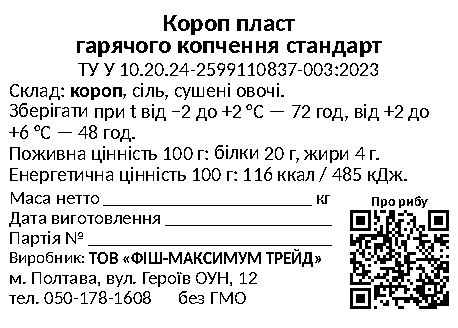 Короп пласт
гарячого копчення стандарт
ТУ У 10.20.24-2599110837-003:2023
Склад: короп, сіль, сушені овочі.
Зберігати при t від −2 до +2 °C — 72 год, від +2 до
+6 °C — 48 год.
Поживна цінність 100 г: білки 20 г, жири 4 г.
Енергетична цінність 100 г: 116 ккал / 485 кДж.
Маса нетто ______________________ кг
Про рибу
Дата виготовлення __________________
Партія № __________________________
Виробник: ТОВ «ФІШ-МАКСИМУМ ТРЕЙД»
м. Полтава, вул. Героїв ОУН, 12
тел. 050-178-1608 без ГМО